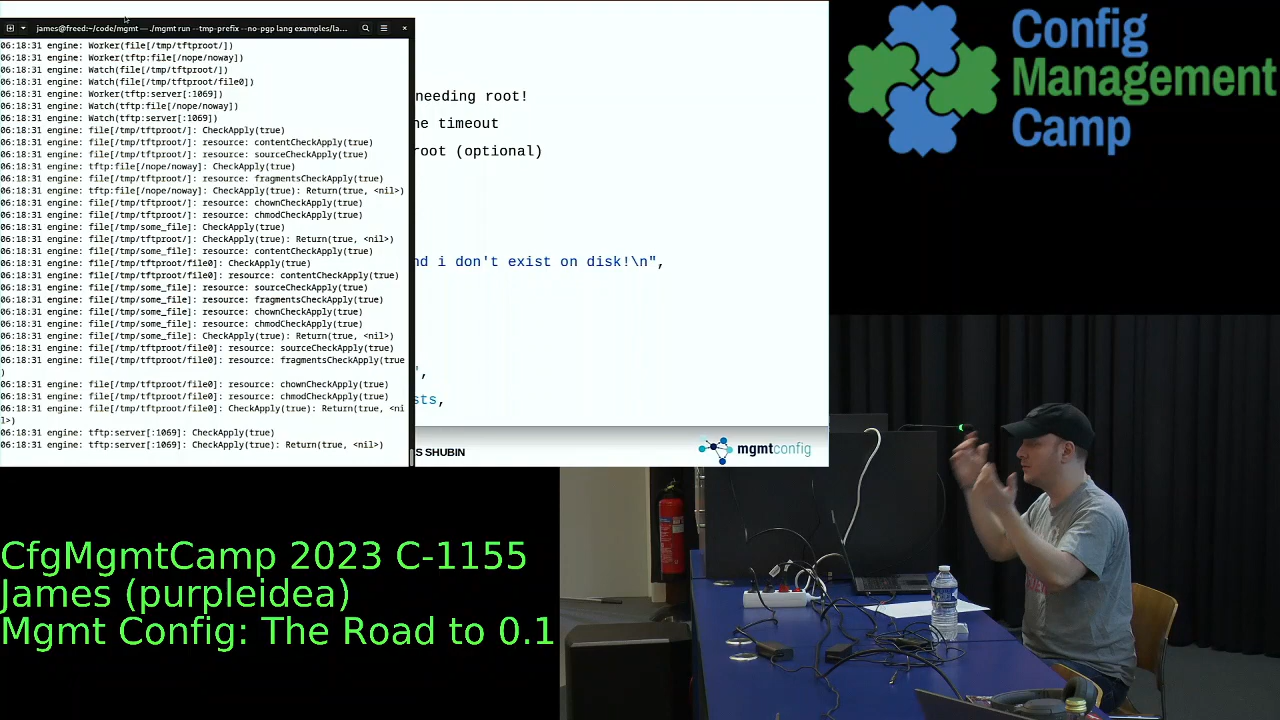 james@freed:~/code/mgmt — ./mgmt run --tmp-prefix --no-pgp lang examples/la...
06:18:31 engine: Worker(file[/tmp/tftproot/])
06:18:31 engine: Worker(tftp:file[/nope/noway])
06:18:31 engine: Watch(file[/tmp/tftproot/])
06:18:31 engine: Watch(file[/tmp/tftproot/file0])
06:18:31 engine: Worker(tftp:server[:1069])
06:18:31 engine: Watch(tftp:file[/nope/noway])
06:18:31 engine: Watch(tftp:server[:1069])
06:18:31 engine: file[/tmp/tftproot/]: CheckApply(true)
06:18:31 engine: file[/tmp/tftproot/]: resource: contentCheckApply(true)
06:18:31 engine: file[/tmp/tftproot/]: resource: sourceCheckApply(true)
06:18:31 engine: tftp:file[/nope/noway]: CheckApply(true)
06:18:31 engine: file[/tmp/tftproot/]: resource: fragmentsCheckApply(true)
06:18:31 engine: tftp:file[/nope/noway]: CheckApply(true): Return(true, <nil>)
06:18:31 engine: file[/tmp/tftproot/]: resource: chownCheckApply(true)
06:18:31 engine: file[/tmp/tftproot/]: resource: chmodCheckApply(true)
06:18:31 engine: file[/tmp/some_file]: CheckApply(true)
06:18:31 engine: file[/tmp/tftproot/]: CheckApply(true): Return(true, <nil>)
06:18:31 engine: file[/tmp/some_file]: resource: contentCheckApply(true)
06:18:31 engine: file[/tmp/tftproot/file0]: CheckApply(true)
06:18:31 engine: file[/tmp/tftproot/file0]: resource: contentCheckApply(true)
06:18:31 engine: file[/tmp/some_file]: resource: sourceCheckApply(true)
06:18:31 engine: file[/tmp/some_file]: resource: fragmentsCheckApply(true)
06:18:31 engine: file[/tmp/some_file]: resource: chownCheckApply(true)
06:18:31 engine: file[/tmp/some_file]: resource: chmodCheckApply(true)
06:18:31 engine: file[/tmp/some_file]: CheckApply(true): Return(true, <nil>)
06:18:31 engine: file[/tmp/tftproot/file0]: resource: sourceCheckApply(true)
06:18:31 engine: file[/tmp/tftproot/file0]: resource: fragmentsCheckApply(true
)
06:18:31 engine: file[/tmp/tftproot/file0]: resource: chownCheckApply(true)
06:18:31 engine: file[/tmp/tftproot/file0]: resource: chmodCheckApply(true)
06:18:31 engine: file[/tmp/tftproot/file0]: CheckApply(true): Return(true, <ni
l>)
06:18:31 engine: tftp:server[:1069]: CheckApply(true)
06:18:31 engine: tftp:server[:1069]: CheckApply(true): Return(true, <nil>)
needing root!
ne timeout
root (optional)
nd i don't exist on disk!\n",
",
sts,
S SHUBIN
mgmtconfig
Config
Management
Camp
CfgMgmtCamp 2023 C-1155
James (purpleidea)
Mgmt Config: The Road to 0.1